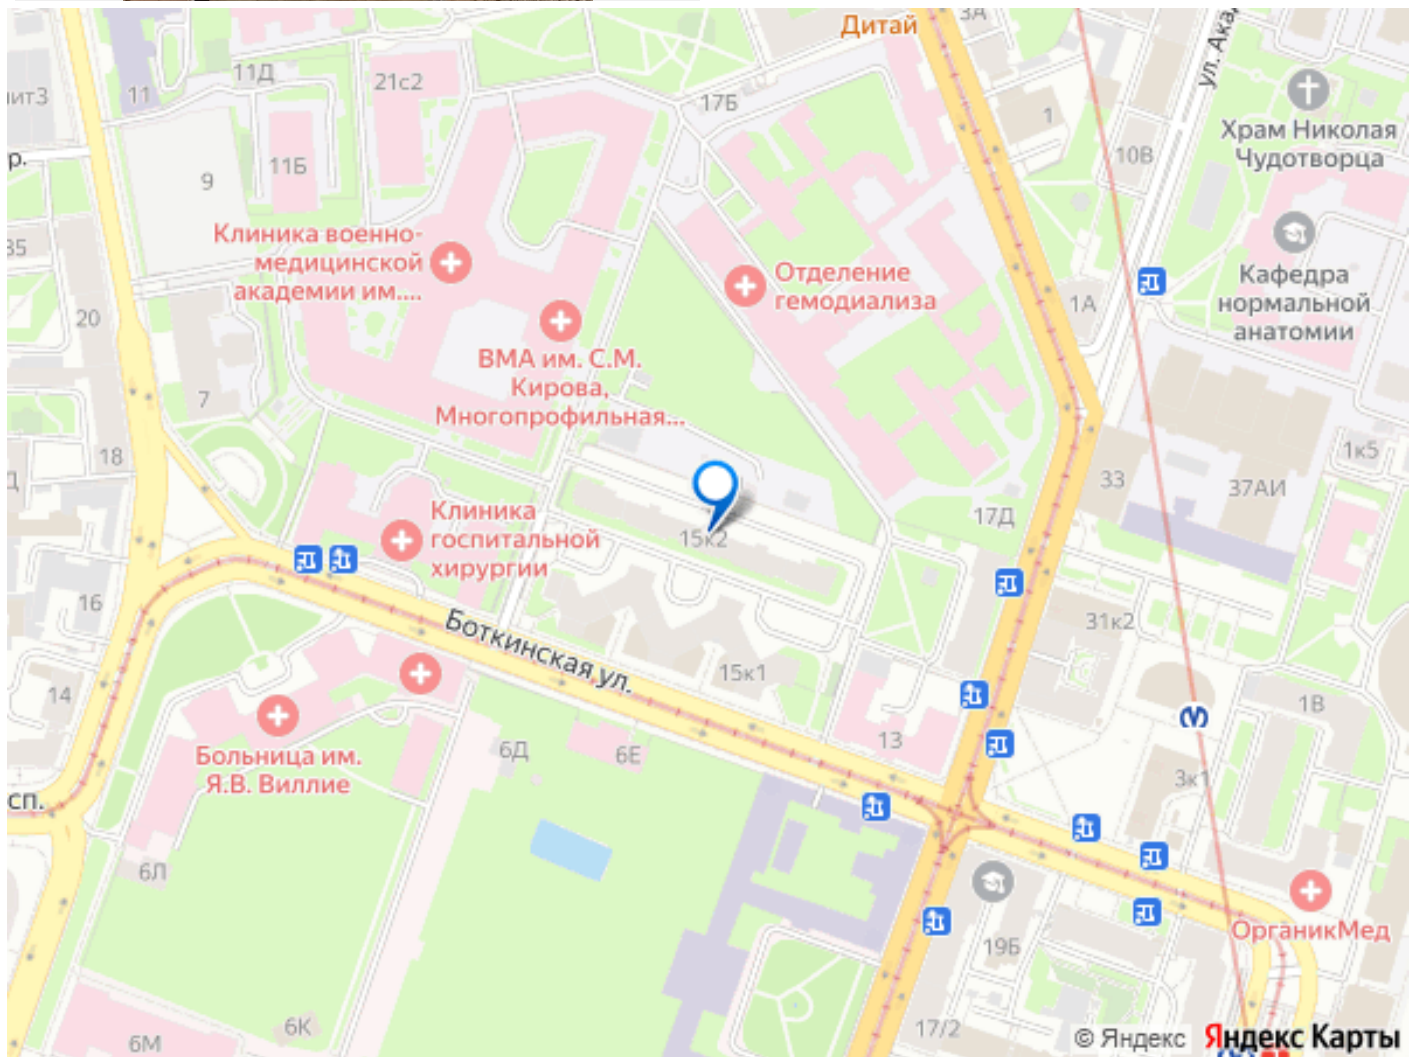 Дитай
3А
ул. Ака
11Д
21с2
11
ит3
17Б
1
Храм Николая
Чудотворца
р.
11Б
10В
9
Клиника военно-
медицинской
академии им....
35
Отделение
гемодиализа
Кафедра
нормальной
анатомии
1А
20
ВМА им. С.М.
Кирова,
Многопрофильная...
7
18
1к5
33
37АИ
Клиника
госпитальной
хирургии
17Д
15к2
16
31к2
Боткинская ул.
15к1
14
1В
13
6Д
6Е
Больница им.
Я.В. Виллие
3к1
сп.
6Л
ОрганикМед
19Б
6К
17/2
6М
© Яндекс Яндекс Карты